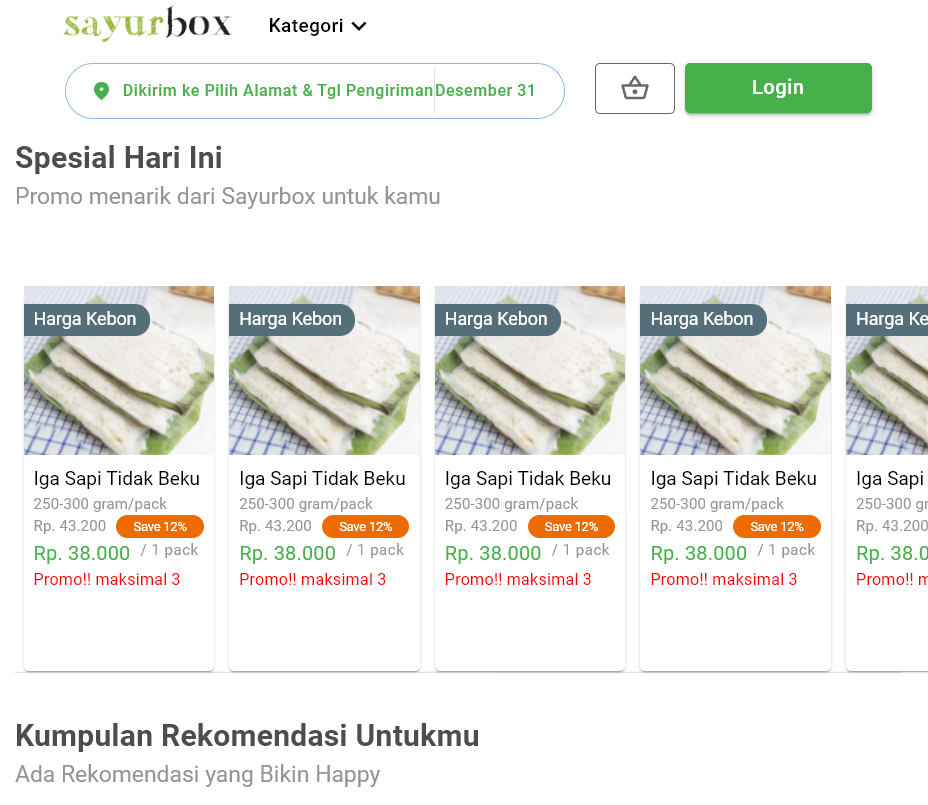 sayurbox
Kategori
Dikirim ke Pilih Alamat & Tgl Pengiriman Desember 31
Login
Spesial Hari Ini
Promo menarik dari Sayurbox untuk kamu
Harga Kebon
Iga Sapi Tidak Beku
250-300 gram/pack
Rp. 43.200 Save 12%
Rp. 38.000 / 1 pack
Promo!! maksimal 3
Harga Kebon
Iga Sapi Tidak Beku
250-300 gram/pack
Rp. 43.200 Save 12%
Rp. 38.000 / 1 pack
Promo!! maksimal 3
Harga Kebon
Iga Sapi Tidak Beku
250-300 gram/pack
Rp. 43.200 Save 12%
Rp. 38.000 / 1 pack
Promo!! maksimal 3
Harga Kebon
Iga Sapi Tidak Beku
250-300 gram/pack
Rp. 43.200 Save 12%
Rp. 38.000 / 1 pack
Promo!! maksimal 3
Harga Ke
Iga Sapi
250-300 g
Rp. 43.200
Rp. 38.0
Promo!! m
Kumpulan Rekomendasi Untukmu
Ada Rekomendasi yang Bikin Happy